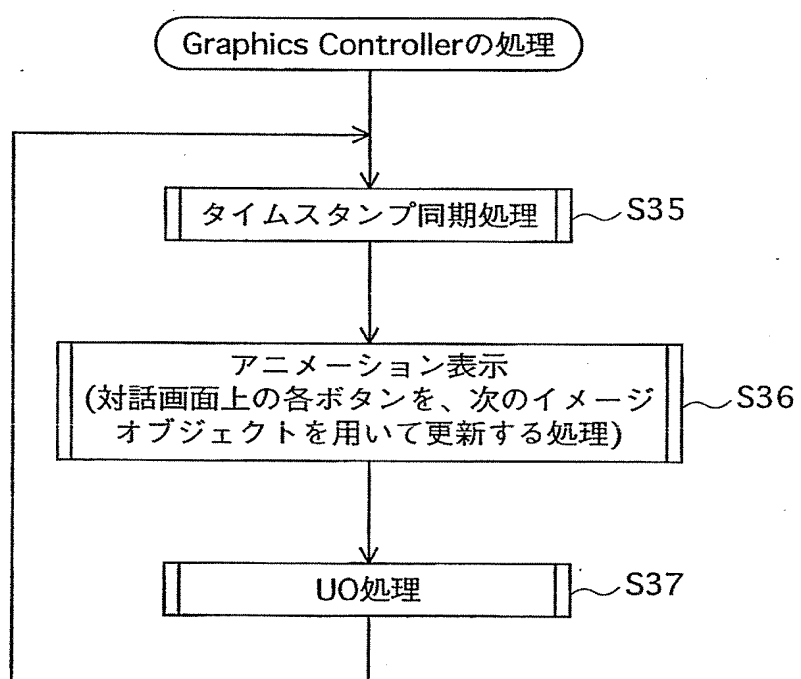 Graphics Controllerの処理
タイムスタンプ同期処理
S35
アニメーション表示
(対話画面上の各ボタンを、次のイメージ
オブジェクトを用いて更新する処理)
S36
UO処理
S37